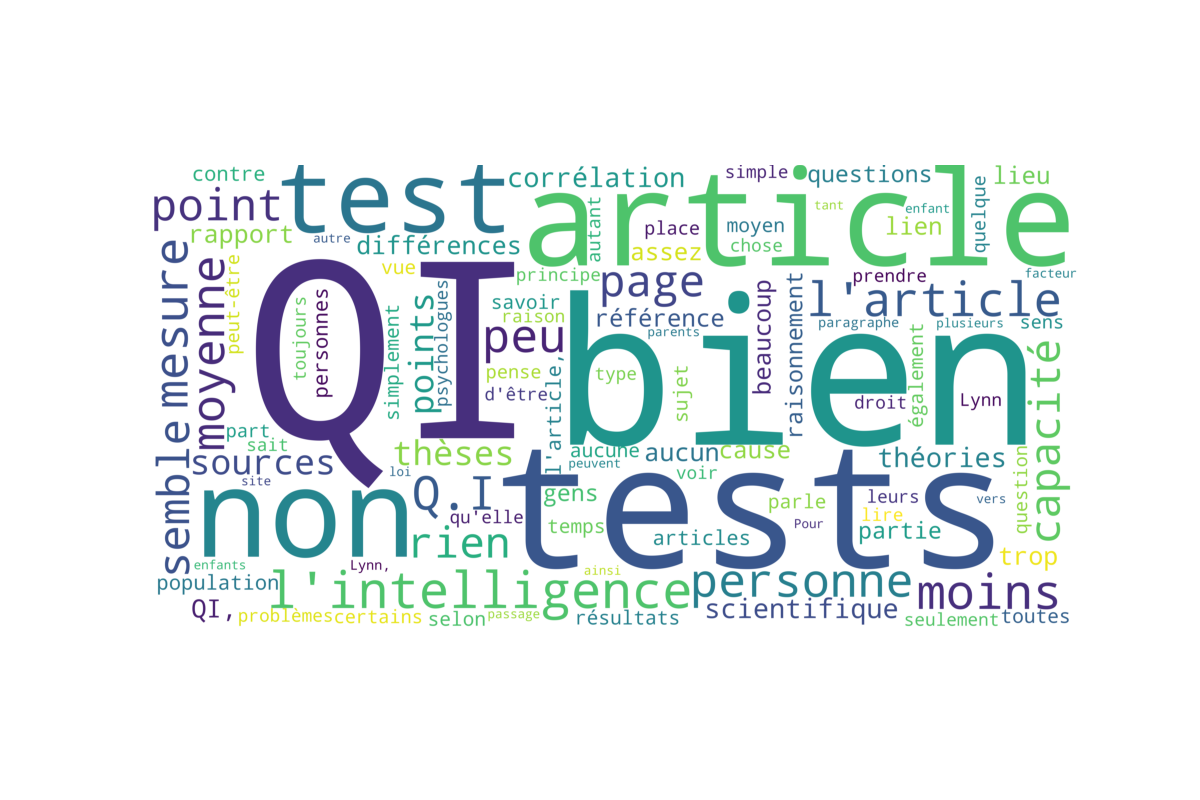 contre
test
corrélation
simple
questions
lieu
point
article
quelque
autant
tant
enfant
place
moyen
lien
rapport
autre
différences
assez
chose
mesure
moyenne
peut-être
vue
principe
page
prendre
facteur
QI
toujours
personnes
simplement
points
psychologues
savoir
raison
peu
référence
parents
beaucoup
raisonnement
l'article
paragraphe
plusieurs
sens
bien
pense
d'être
l'article,
type
sujet
droit
également
Lynn
capacité
semble
part
sait
sources
site
loi
thèses
aucune
peuvent
aucun
cause
voir
théories
question
non
Q.I
qu'elle
rien
tests
gens
temps
articles
parle
Pour
leurs
lire
partie
vers
trop
enfants
population
Lynn,
l'intelligence
ainsi
personne
moins
QI,
problèmes
certains
selon
passage
résultats
scientifique
seulement
toutes